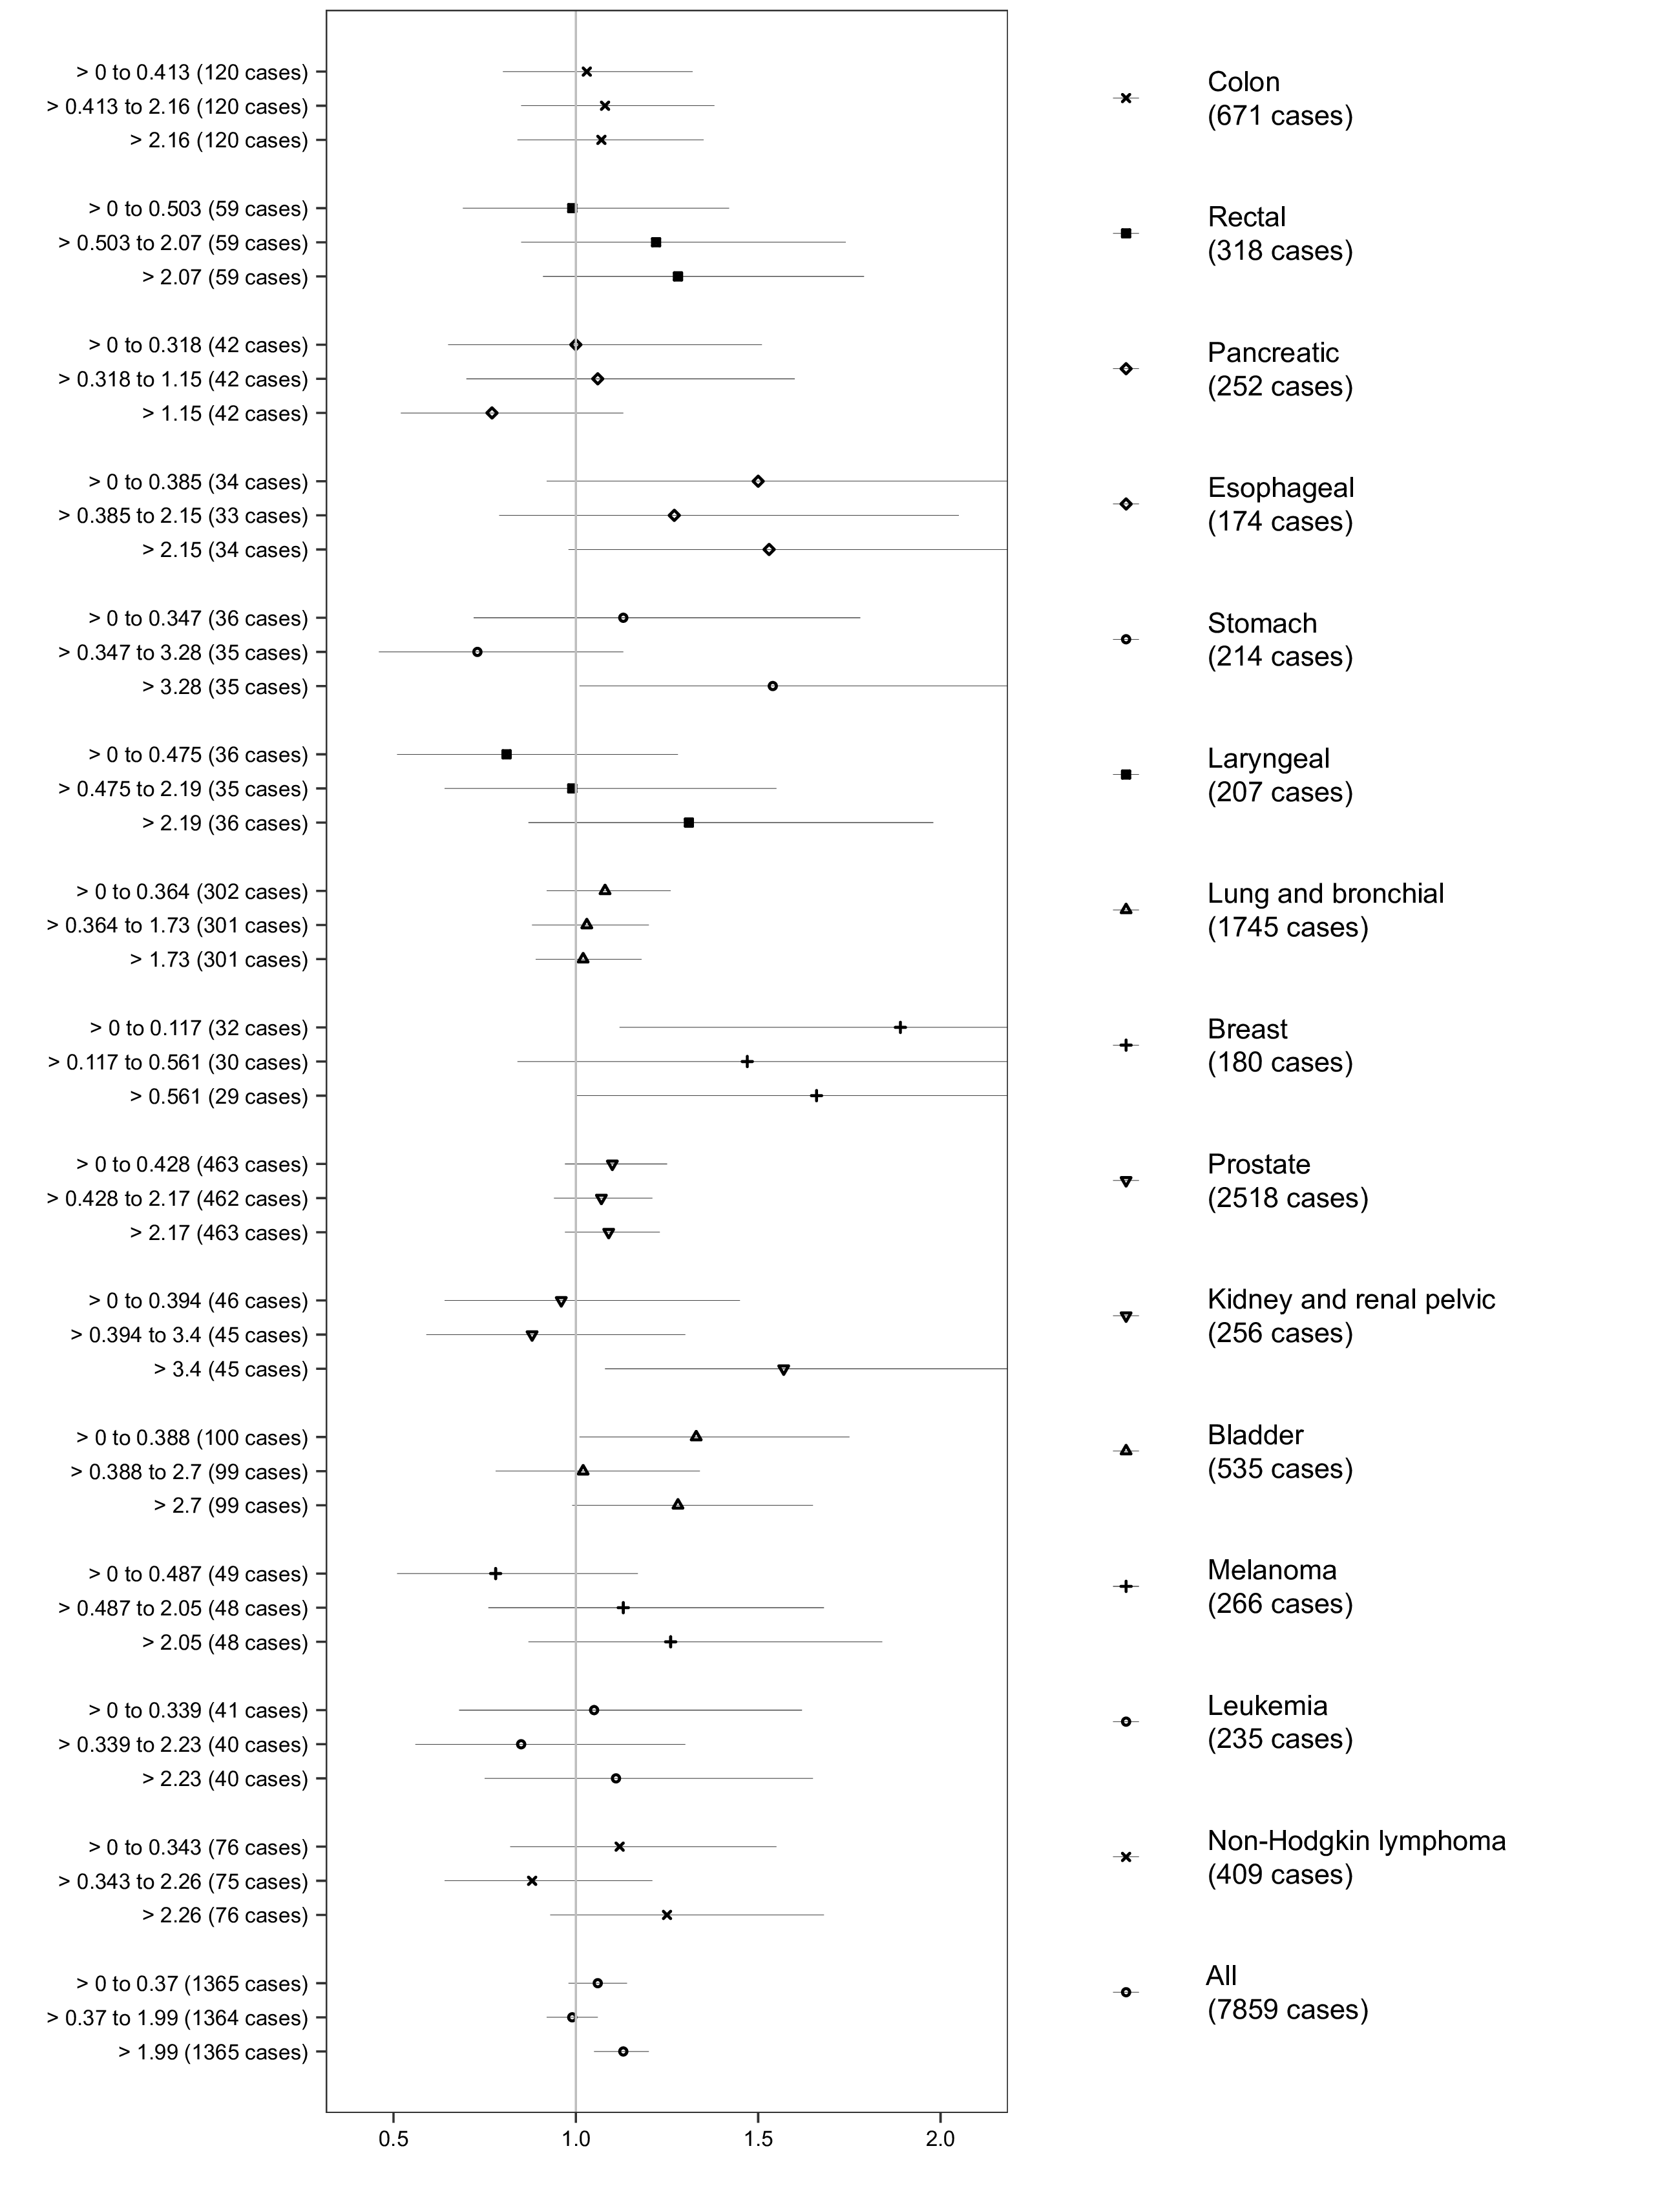 > 0 to 0.413 (120 cases)
> 0.413 to 2.16 (120 cases)
> 2.16 (120 cases)
> 0 to 0.503 (59 cases)
> 0.503 to 2.07 (59 cases)
> 2.07 (59 cases)
> 0 to 0.318 (42 cases)
> 0.318 to 1.15 (42 cases)
> 1.15 (42 cases)
> 0 to 0.385 (34 cases)
> 0.385 to 2.15 (33 cases)
> 2.15 (34 cases)
> 0 to 0.347 (36 cases)
> 0.347 to 3.28 (35 cases)
> 3.28 (35 cases)
> 0 to 0.475 (36 cases)
> 0.475 to 2.19 (35 cases)
> 2.19 (36 cases)
> 0 to 0.364 (302 cases)
> 0.364 to 1.73 (301 cases)
> 1.73 (301 cases)
> 0 to 0.117 (32 cases)
> 0.117 to 0.561 (30 cases)
> 0.561 (29 cases)
> 0 to 0.428 (463 cases)
> 0.428 to 2.17 (462 cases)
> 2.17 (463 cases)
> 0 to 0.394 (46 cases)
> 0.394 to 3.4 (45 cases)
> 3.4 (45 cases)
> 0 to 0.388 (100 cases)
> 0.388 to 2.7 (99 cases)
> 2.7 (99 cases)
> 0 to 0.487 (49 cases)
> 0.487 to 2.05 (48 cases)
> 2.05 (48 cases)
> 0 to 0.339 (41 cases)
> 0.339 to 2.23 (40 cases)
> 2.23 (40 cases)
> 0 to 0.343 (76 cases)
> 0.343 to 2.26 (75 cases)
> 2.26 (76 cases)
> 0 to 0.37 (1365 cases)
> 0.37 to 1.99 (1364 cases)
> 1.99 (1365 cases)
0.5 1.0 1.5 2.0
Colon
(671 cases)
Rectal
(318 cases)
Pancreatic
(252 cases)
Esophageal
(174 cases)
Stomach
(214 cases)
Laryngeal
(207 cases)
Lung and bronchial
(1745 cases)
Breast
(180 cases)
Prostate
(2518 cases)
Kidney and renal pelvic
(256 cases)
Bladder
(535 cases)
Melanoma
(266 cases)
Leukemia
(235 cases)
Non-Hodgkin lymphoma
(409 cases)
All
(7859 cases)